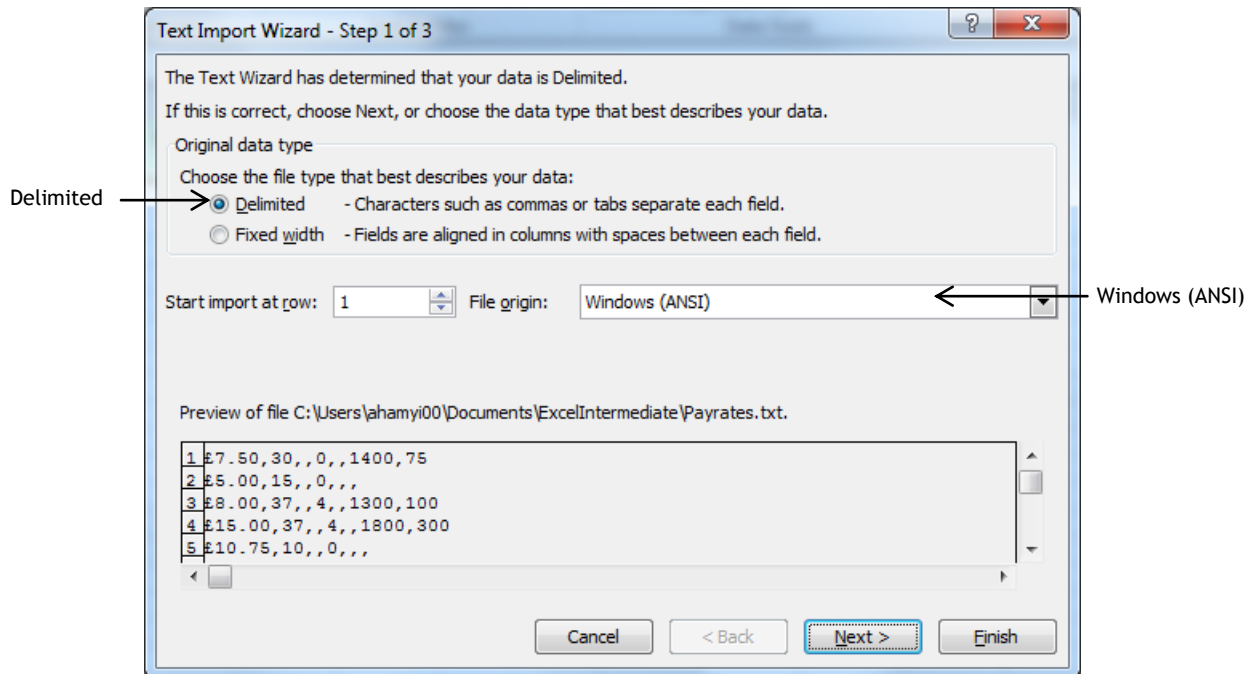 Text Import Wizard - Step 1 of 3
The Text Wizard has determined that your data is Delimited.
If this is correct, choose Next, or choose the data type that best describes your data.
Original data type
Choose the file type that best describes your data:
Delimited
Delimited - Characters such as commas or tabs separate each field.
Fixed width - Fields are aligned in columns with spaces between each field.
Start import at row: 1 File origin: Windows (ANSI)
Windows (ANSI)
Preview of file C:\Users\ahamyi00\Documents\ExcelIntermediate\Payrates.txt.
1 £7.50,30,,0,,1400,75
2 £5.00,15,,0,,,
3 £8.00,37,,4,,1300,100
4 £15.00,37,,4,,1800,300
5 £10.75,10,,0,,,
Cancel < Back Next > Finish